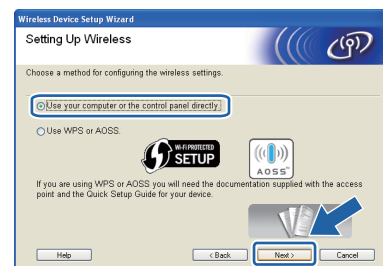 Wireless Device Setup Wizard
Setting Up Wireless
Choose a method for configuring the wireless settings.
Use your computer or the control panel directly.
Use WPS or AOSS.
Wi-Fi PROTECTED
SETUP
AOSS™
If you are using WPS or AOSS you will need the documentation supplied with the access
point and the Quick Setup Guide for your device.
Help
< Back
Next >
Cancel